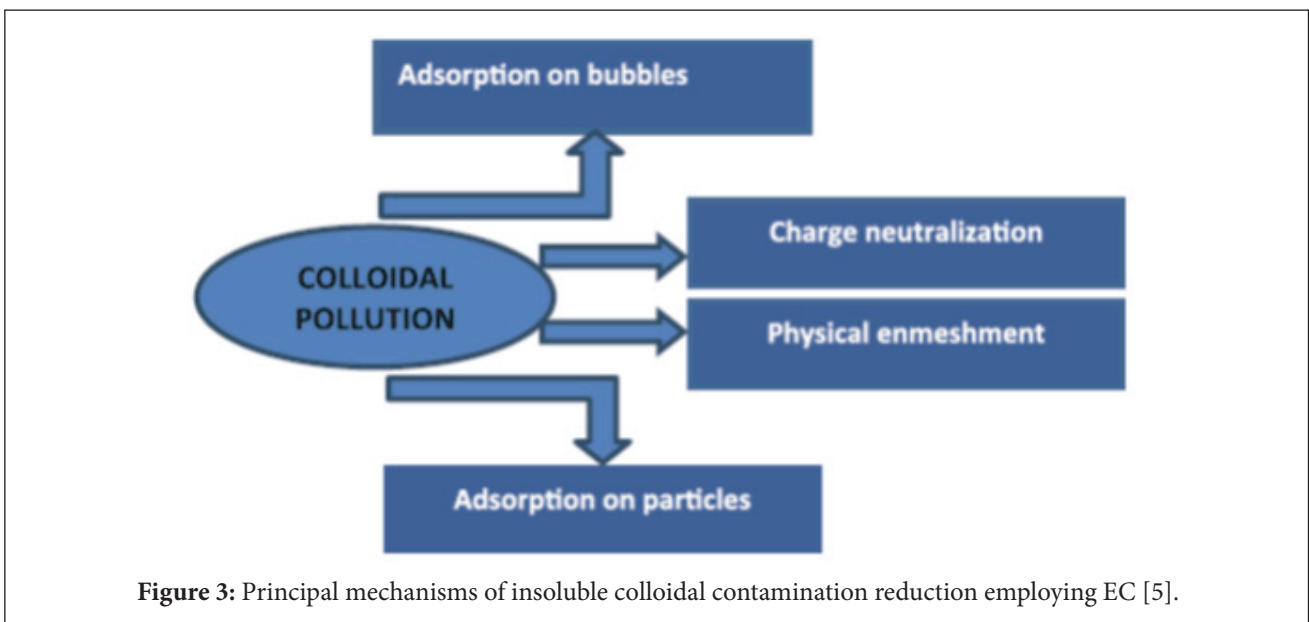 Adsorption on bubbles
Charge neutralization
COLLOIDAL
POLLUTION
Physical enmeshment
Adsorption on particles
Figure 3: Principal mechanisms of insoluble colloidal contamination reduction employing EC [5].